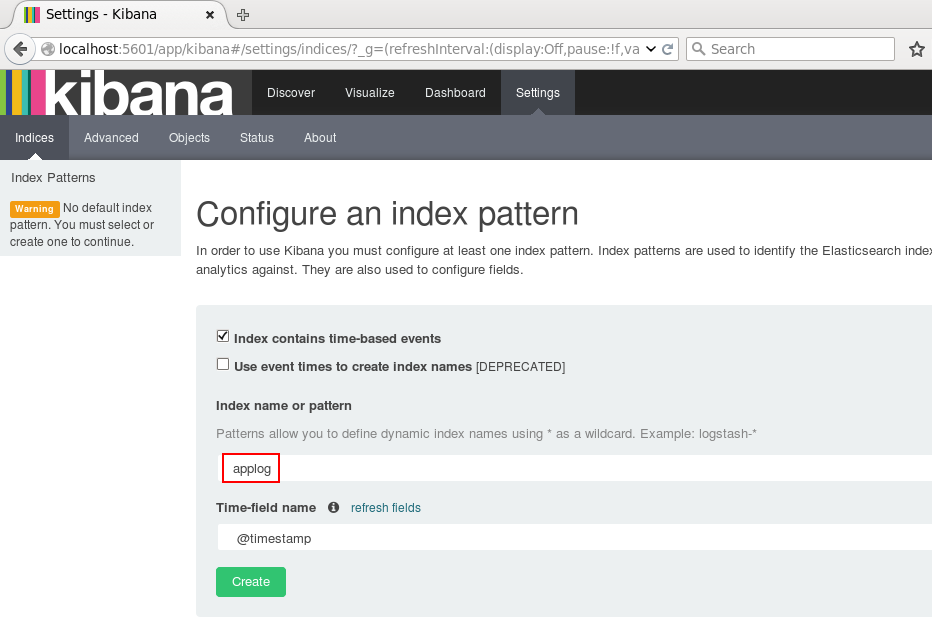 Settings - Kibana
localhost:5601/app/kibana#/settings/indices/?_g=(refreshInterval:(display:Off,pause:!f,va
Search
kibana
Discover Visualize Dashboard Settings
Indices Advanced Objects Status About
Index Patterns
Warning No default index
pattern. You must select or
create one to continue.
Configure an index pattern
In order to use Kibana you must configure at least one index pattern. Index patterns are used to identify the Elasticsearch index
analytics against. They are also used to configure fields.
Index contains time-based events
Use event times to create index names [DEPRECATED]
Index name or pattern
Patterns allow you to define dynamic index names using * as a wildcard. Example: logstash-*
applog
Time-field name refresh fields
@timestamp
Create